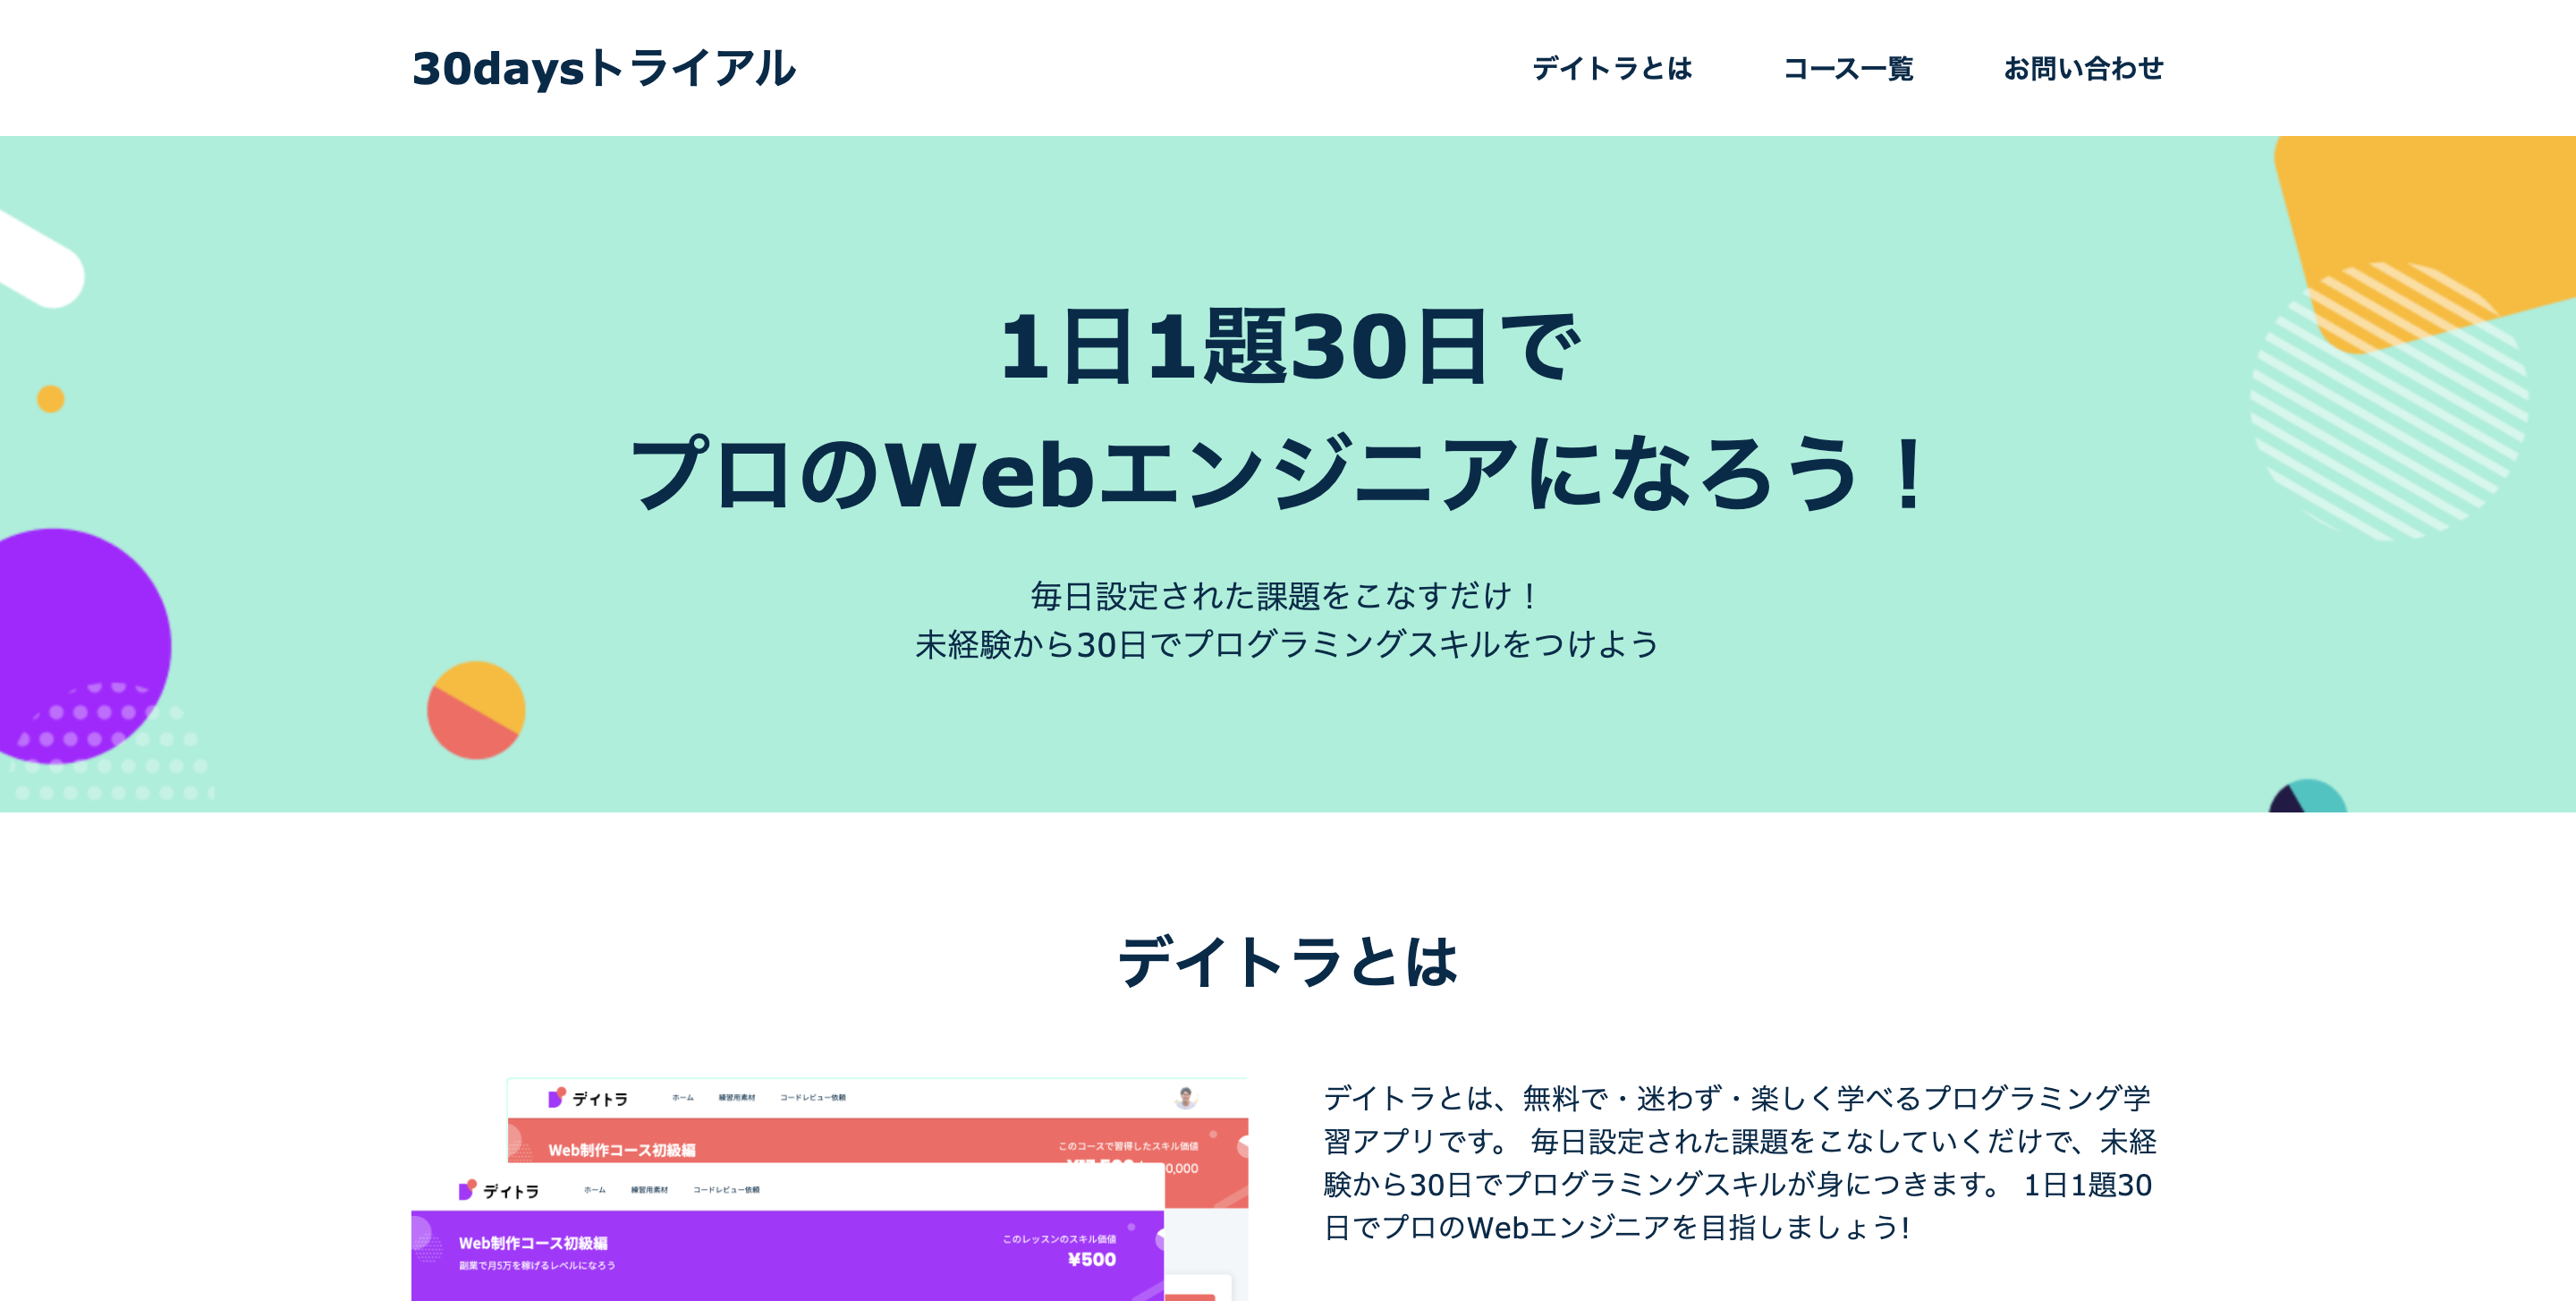 30daysトライアル
デイトラとは
コース一覧
お問い合わせ
1日1題30日で
プロのWebエンジニアになろう！
毎日設定された課題をこなすだけ！
未経験から30日でプログラミングスキルをつけよう
デイトラとは
デイトラ
ホーム
練習用素材
コードレビュー依頼
Web制作コース初級編
このコースで習得したスキル価値
デイトラ
ホーム
練習用素材
コードレビュー依頼
Web制作コース初級編
副業で月5万を稼げるレベルになろう
このレッスンのスキル価値
¥500
デイトラとは、無料で・迷わず・楽しく学べるプログラミング学
習アプリです。 毎日設定された課題をこなしていくだけで、未経
験から30日でプログラミングスキルが身につきます。 1日1題30
日でプロのWebエンジニアを目指しましょう!